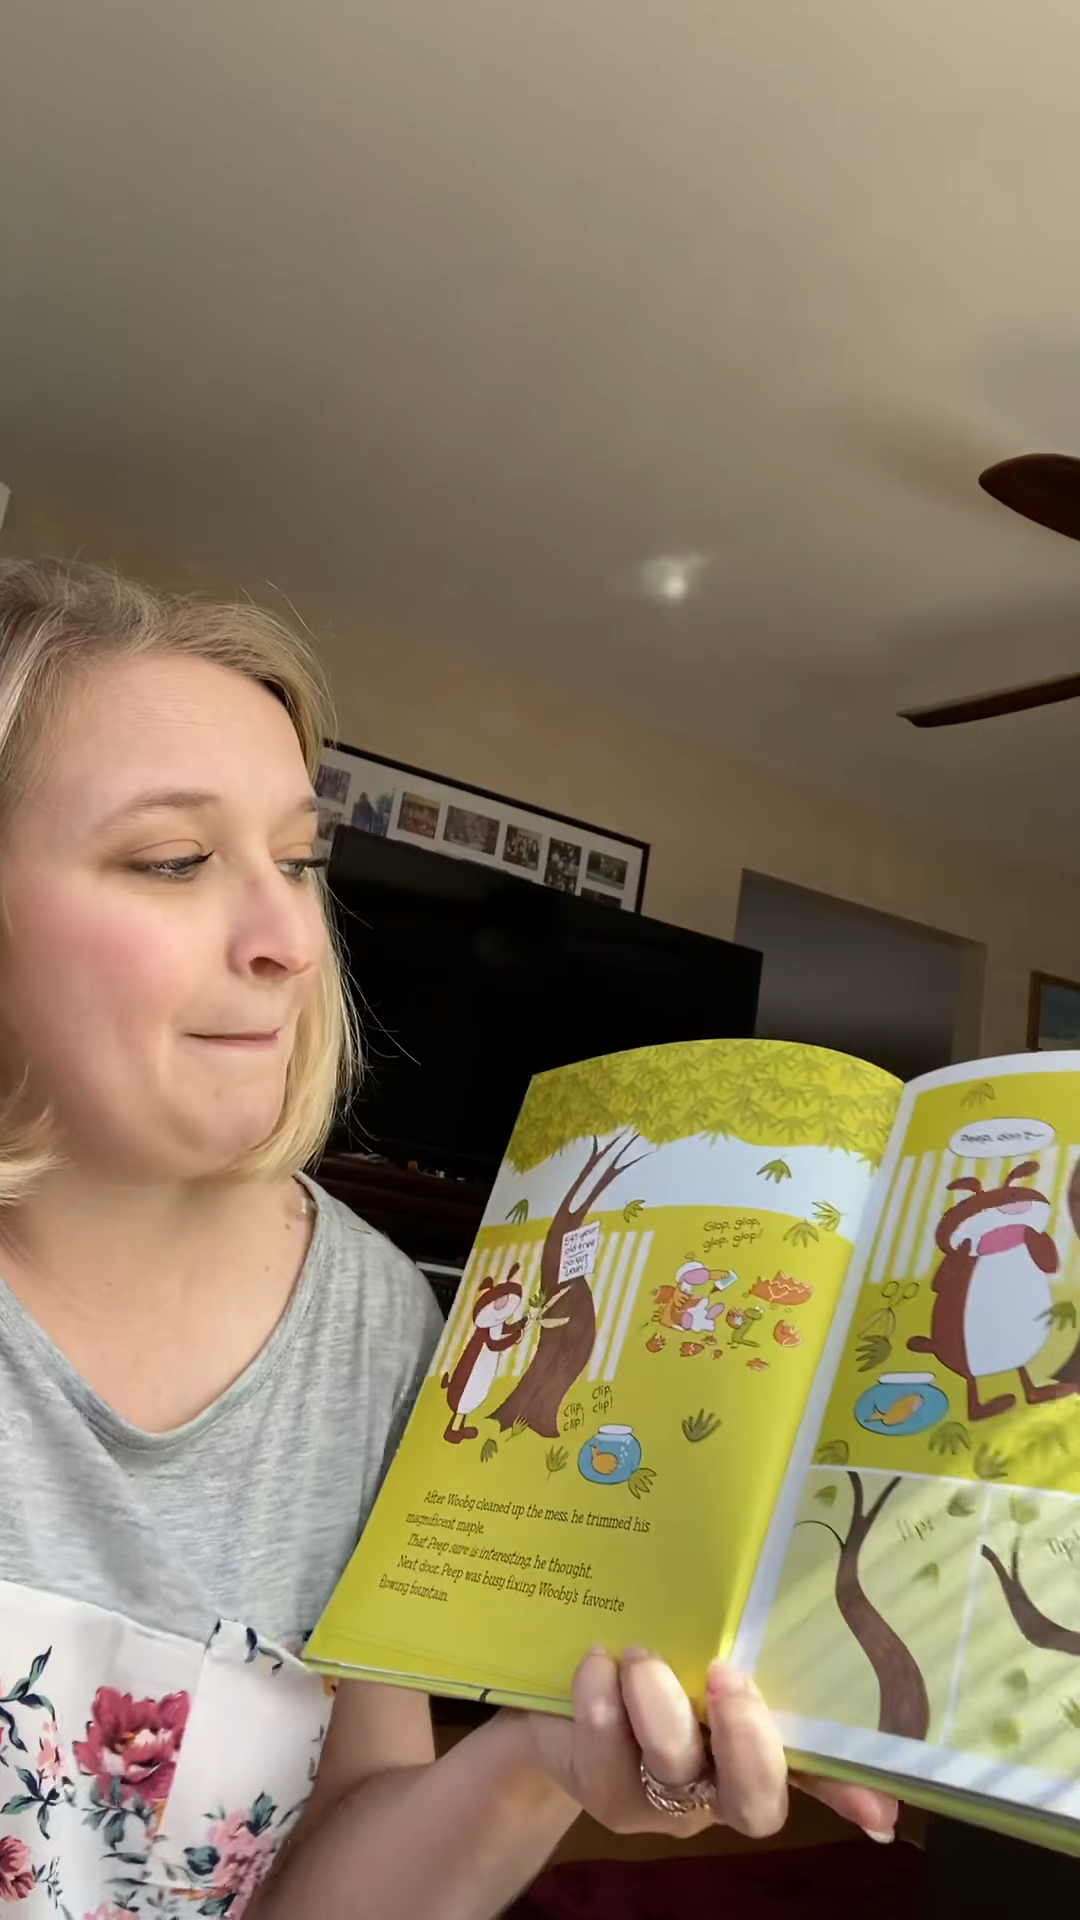 Glop, glop,
glop, glop!
Clip,
clip!
Clip,
clip!
After Wooby cleaned up the mess, he trimmed his
magnificent maple.
That Peep sure is interesting, he thought.
Next door, Peep was busy fixing Wooby's favorite
flowing fountain.
Peep, don't—